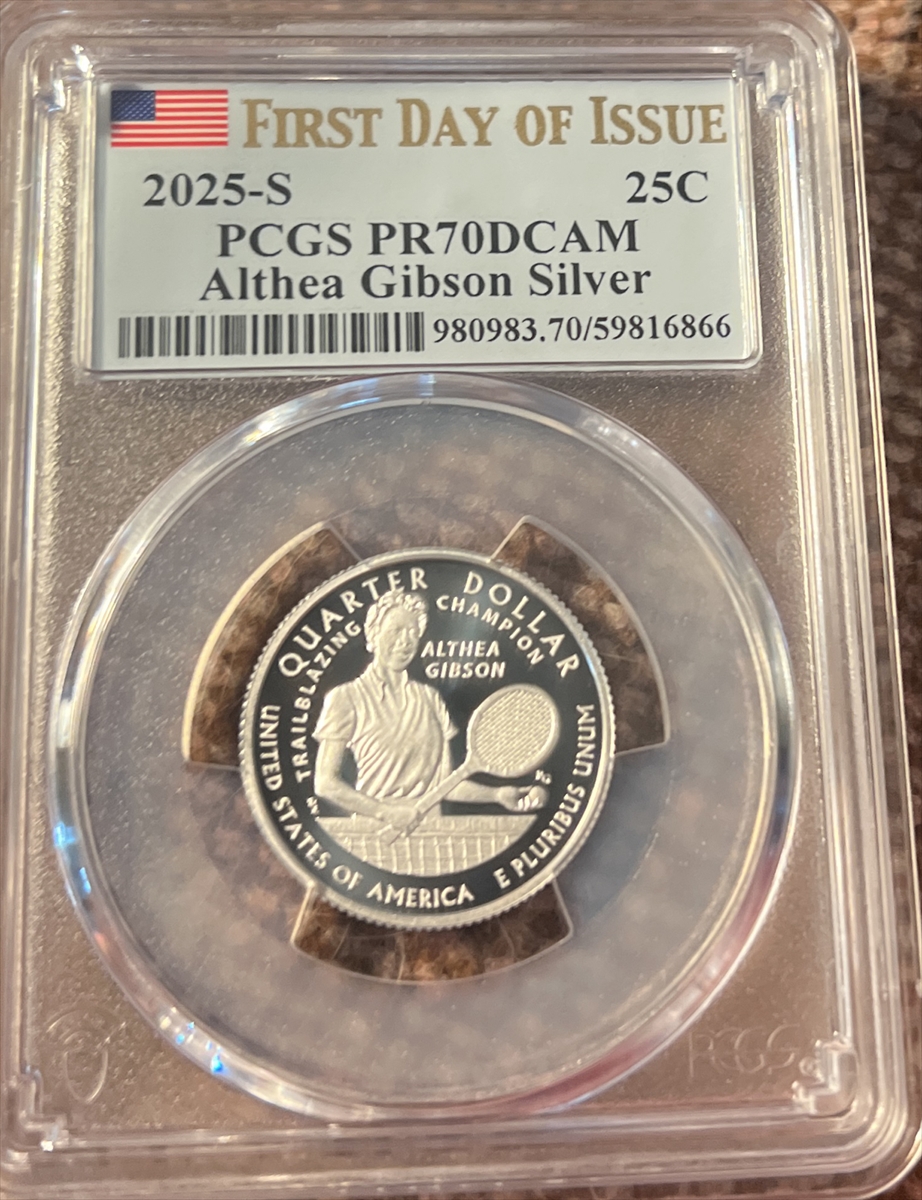 FIRST DAY OF ISSUE
2025-S 25C
PCGS PR70DCAM
Althea Gibson Silver
980983.70/59816866
QUARTER DOLLAR
TRAILBLAZING CHAMPION
ALTHEA
GIBSON
UNITED STATES OF AMERICA
E PLURIBUS UNUM
PCGS